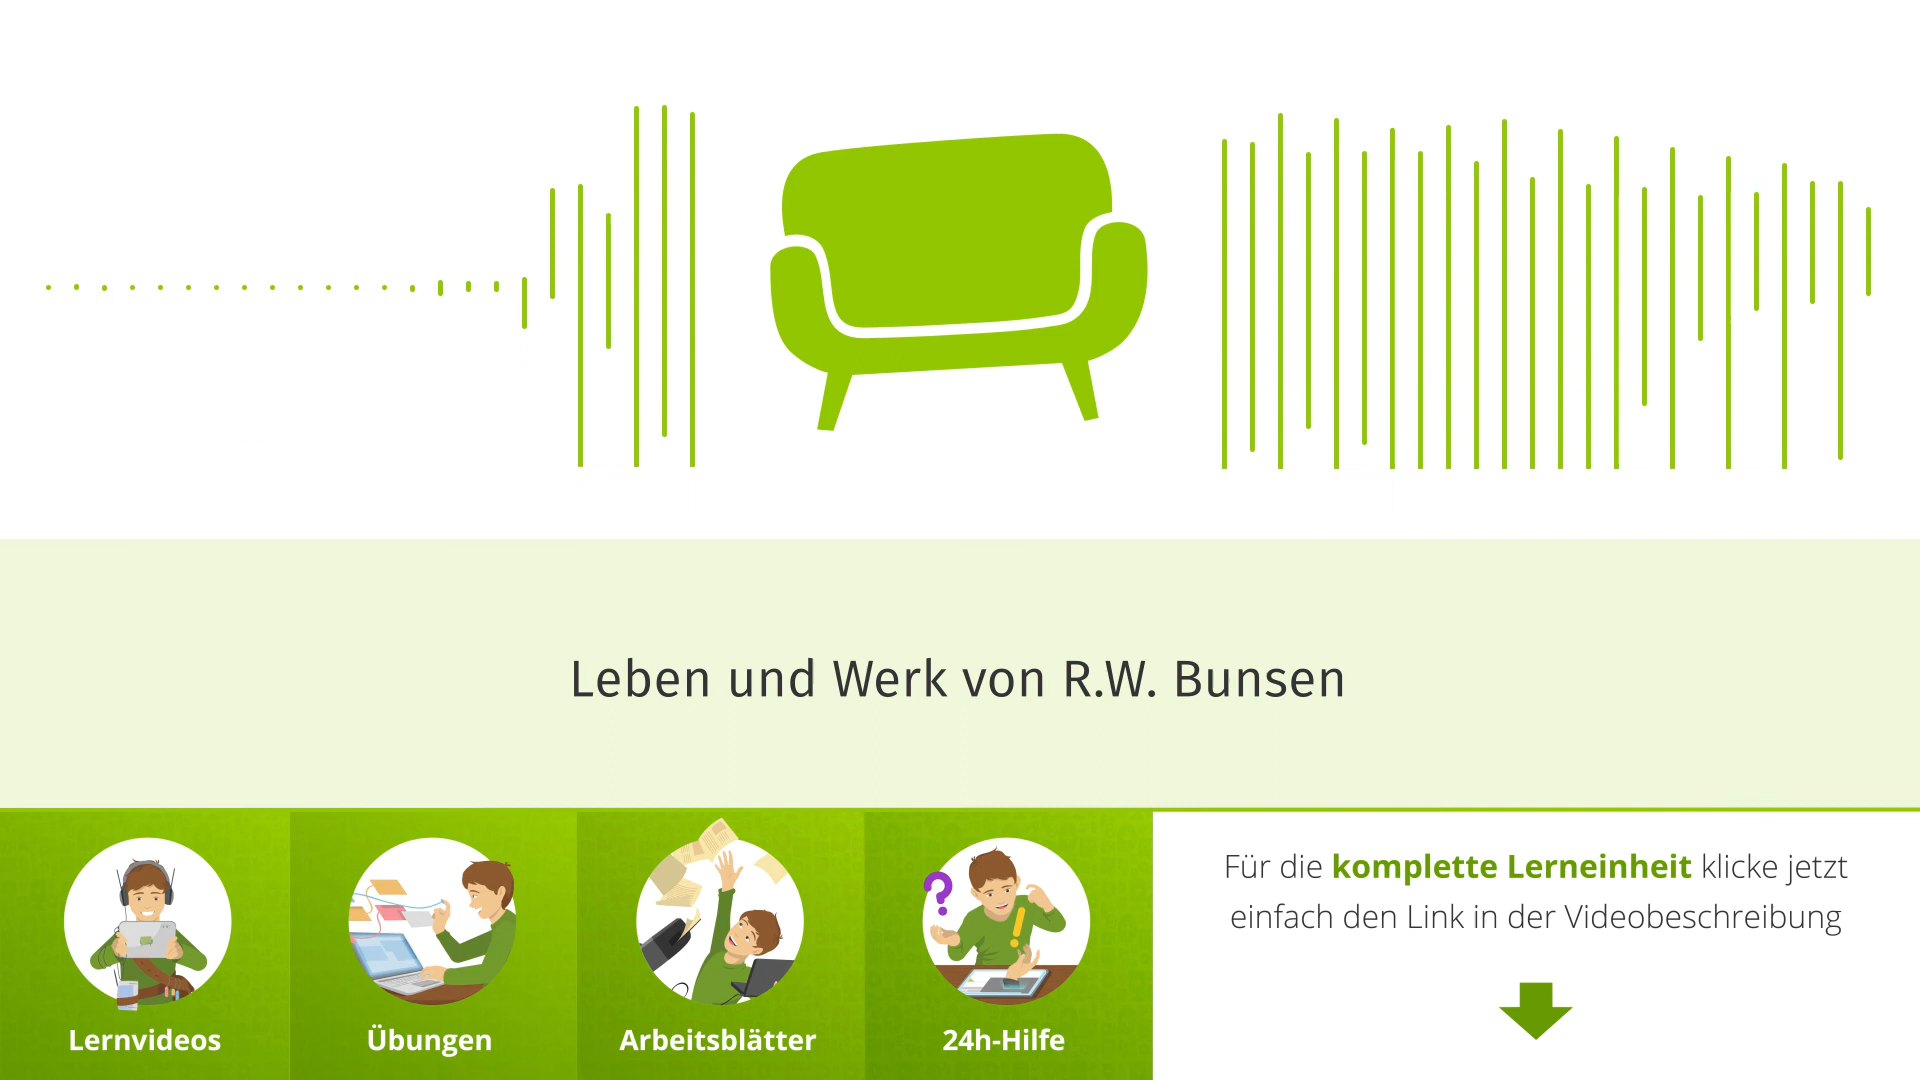 Leben und Werk von R.W. Bunsen
Für die komplette Lerneinheit klicke jetzt
einfach den Link in der Videobeschreibung
Lernvideos
Übungen
Arbeitsblätter
24h-Hilfe